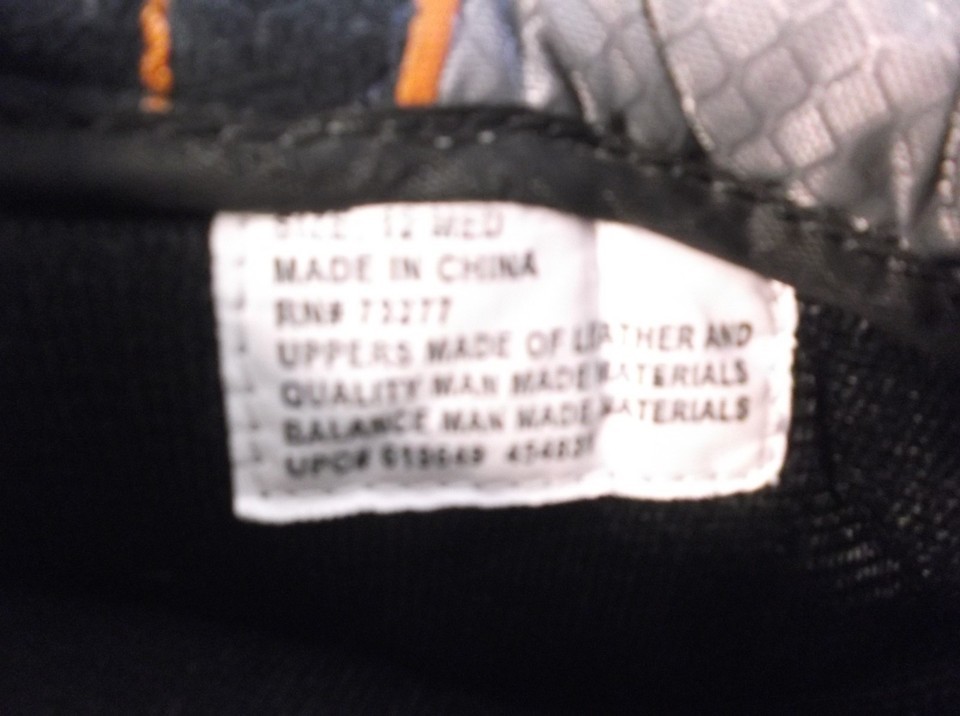 SIZE 12 MED
MADE IN CHINA
RN# 73277
UPPERS MADE OF LEATHER AND
QUALITY MAN MADE MATERIALS
BALANCE MAN MADE MATERIALS
UPC#